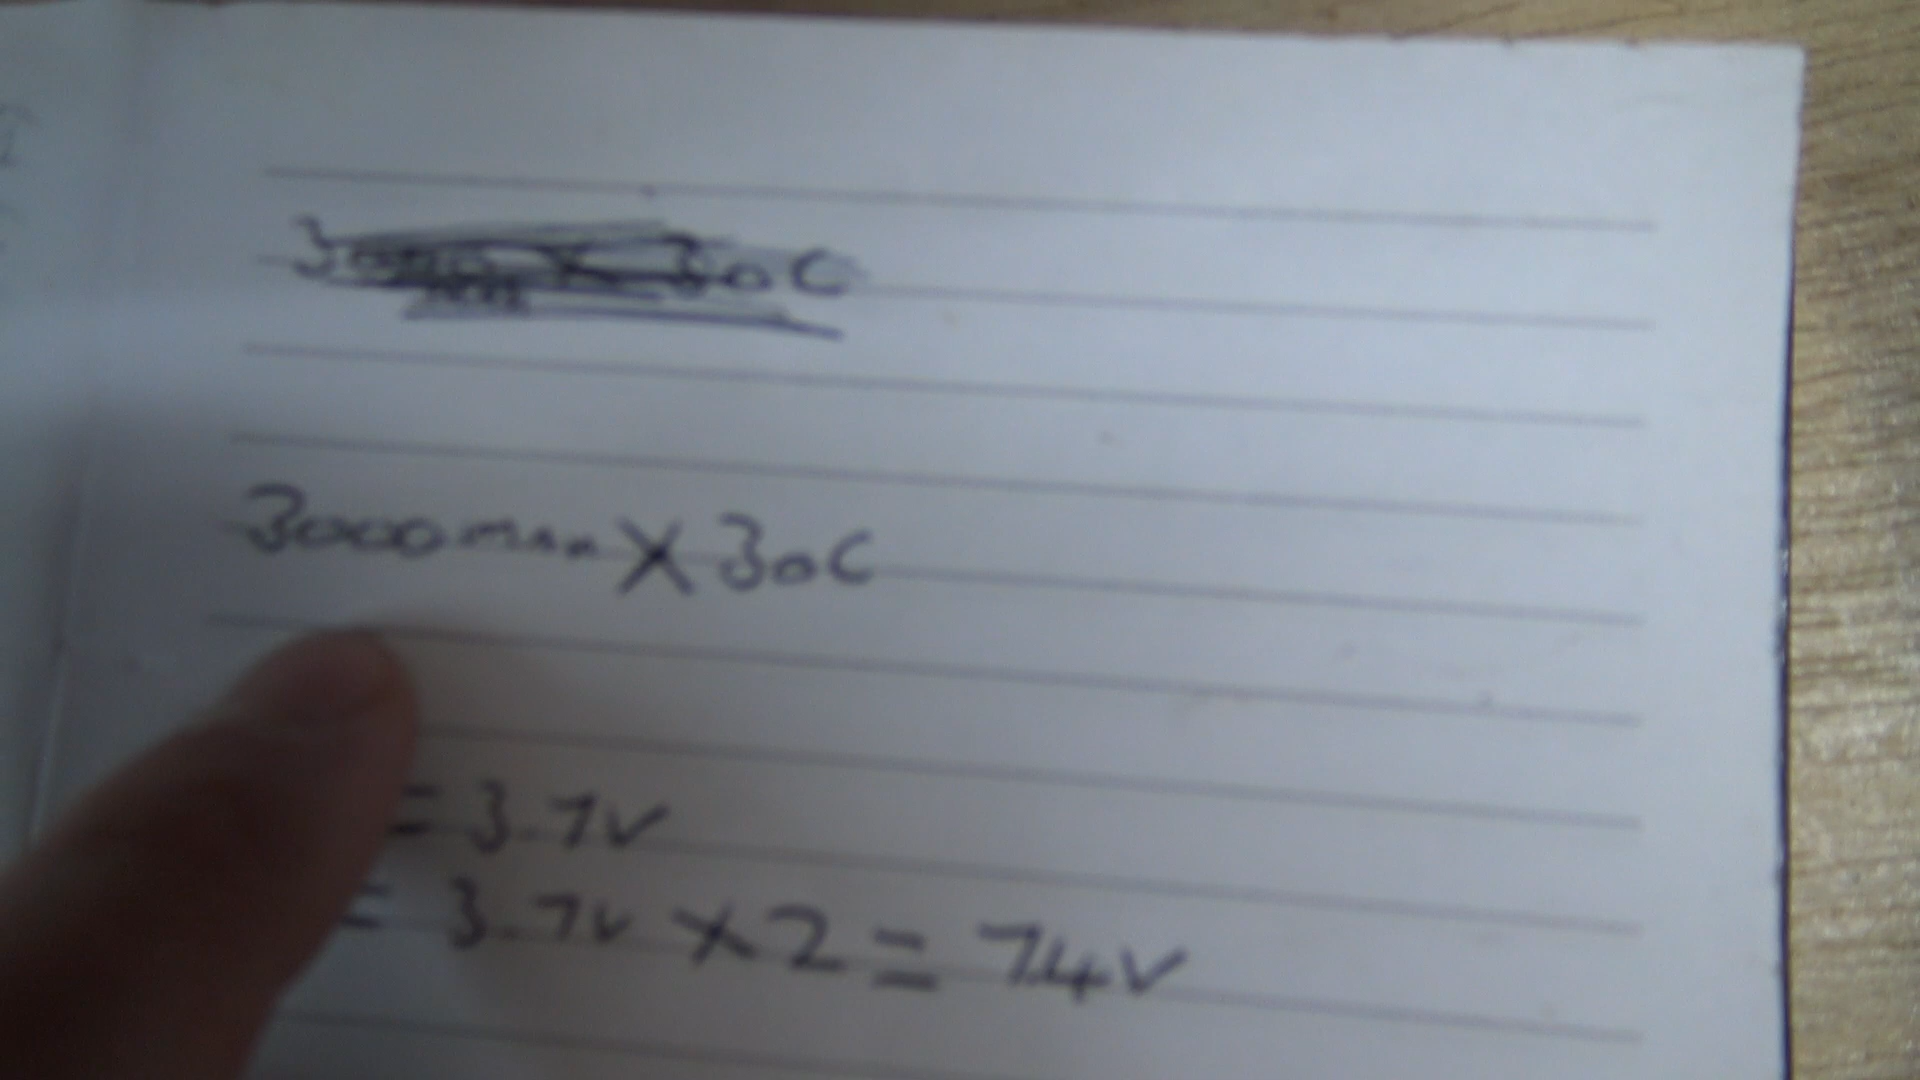 3000mAh X 30C
= 3.7V
= 3.7V X 2 = 7.4V